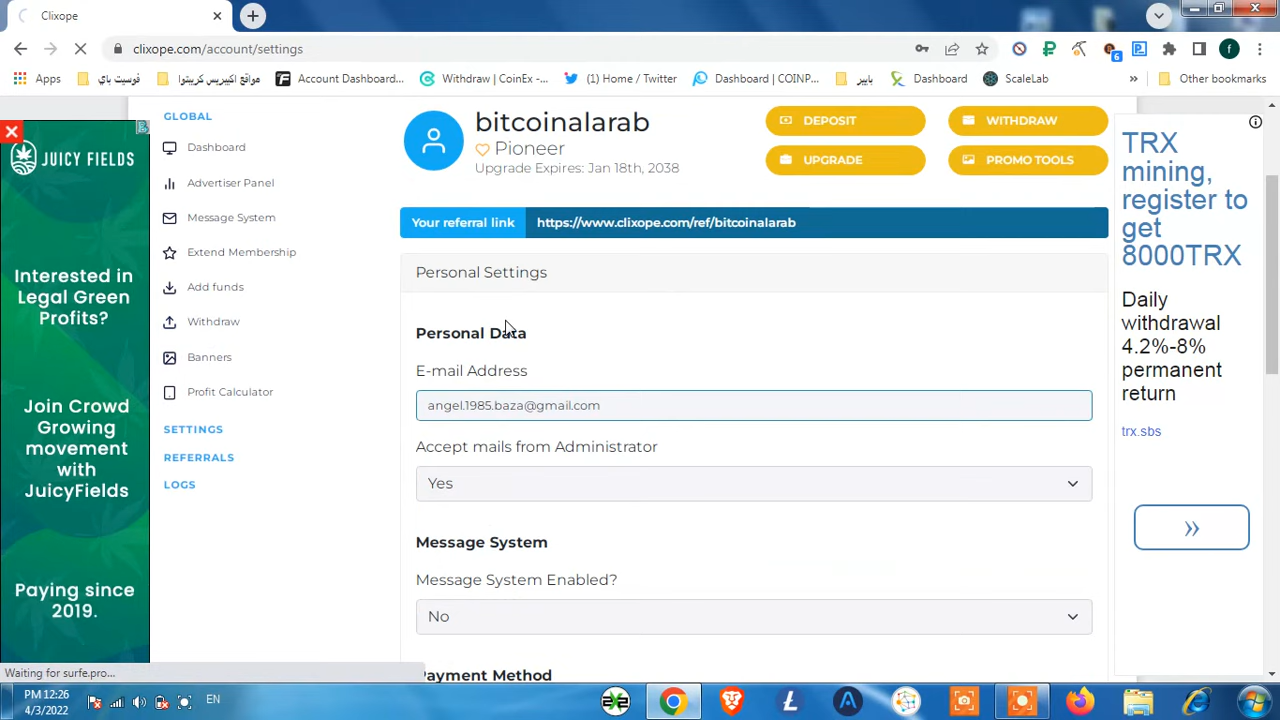 Clixope
clixope.com/account/settings
6
f
Apps
فوسيت باي
مواقع اكيبريس كريبتوا
Account Dashboard...
Withdraw | CoinEx -...
(1) Home / Twitter
Dashboard | COINP...
بايير
Dashboard
ScaleLab
»
Other bookmarks
JUICY FIELDS
Interested in
Legal Green
Profits?
Join Crowd
Growing
movement
with
JuicyFields
Paying since
2019.
GLOBAL
Dashboard
Advertiser Panel
Message System
Extend Membership
Add funds
Withdraw
Banners
Profit Calculator
SETTINGS
REFERRALS
LOGS
bitcoinalarab
Pioneer
Upgrade Expires: Jan 18th, 2038
DEPOSIT
WITHDRAW
UPGRADE
PROMO TOOLS
Your referral link
https://www.clixope.com/ref/bitcoinalarab
Personal Settings
Personal Data
E-mail Address
angel.1985.baza@gmail.com
Accept mails from Administrator
Yes
Message System
Message System Enabled?
No
Payment Method
TRX
mining,
register to
get
8000TRX
Daily
withdrawal
4.2%-8%
permanent
return
trx.sbs
»
Waiting for surfe.pro...
PM 12:26
4/3/2022
EN